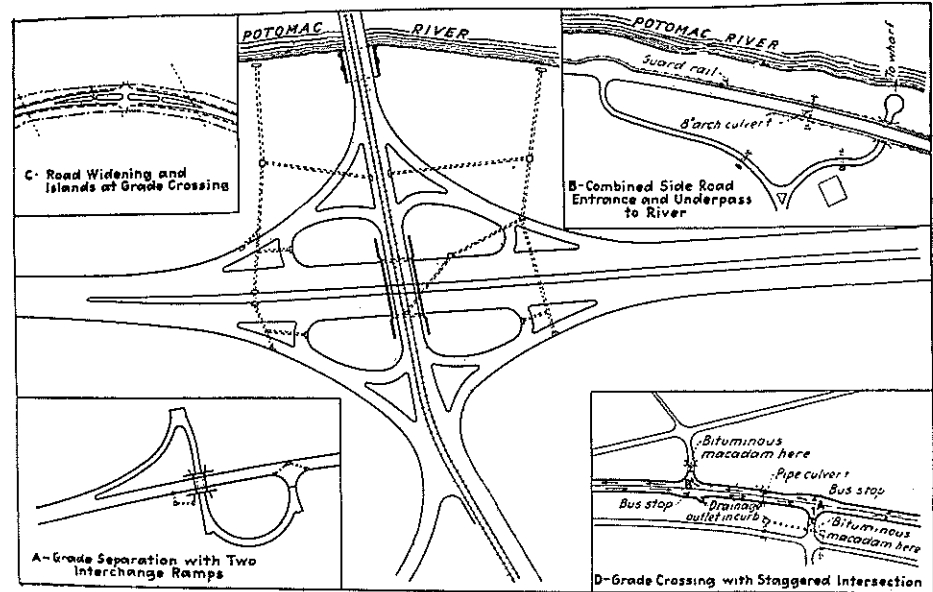 POTOMAC RIVER
C- Road Widening and
Islands at Grade Crossing
POTOMAC RIVER
Guard rail
To wharf
8" arch culvert
B-Combined Side Road
Entrance and Underpass
to River
A-Grade Separation with Two
Interchange Ramps
Bituminous
macadam here
Pipe culvert
Bus stop
B
A
Bus stop
Drainage
outlet in curb
Bituminous
macadam here
D-Grade Crossing with Staggered Intersection